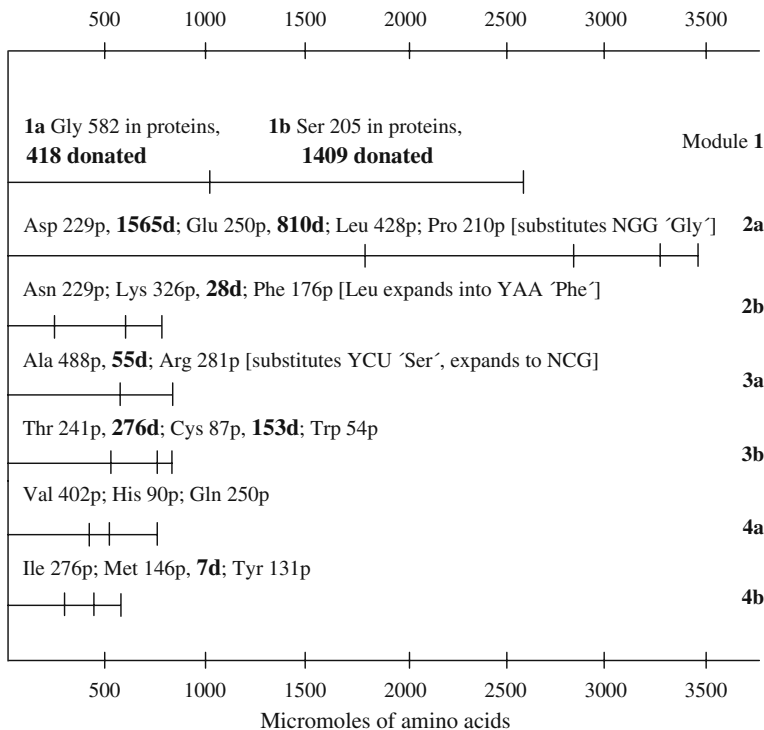 500 1000 1500 2000 2500 3000 3500
1a Gly 582 in proteins, 1b Ser 205 in proteins,
418 donated 1409 donated
Module 1
Asp 229p, 1565d; Glu 250p, 810d; Leu 428p; Pro 210p [substitutes NGG ´Gly´] 2a
Asn 229p; Lys 326p, 28d; Phe 176p [Leu expands into YAA ´Phe´] 2b
Ala 488p, 55d; Arg 281p [substitutes YCU ´Ser´, expands to NCG]
3a
Thr 241p, 276d; Cys 87p, 153d; Trp 54p
3b
Val 402p; His 90p; Gln 250p
4a
Ile 276p; Met 146p, 7d; Tyr 131p
4b
500 1000 1500 2000 2500 3000 3500
Micromoles of amino acids